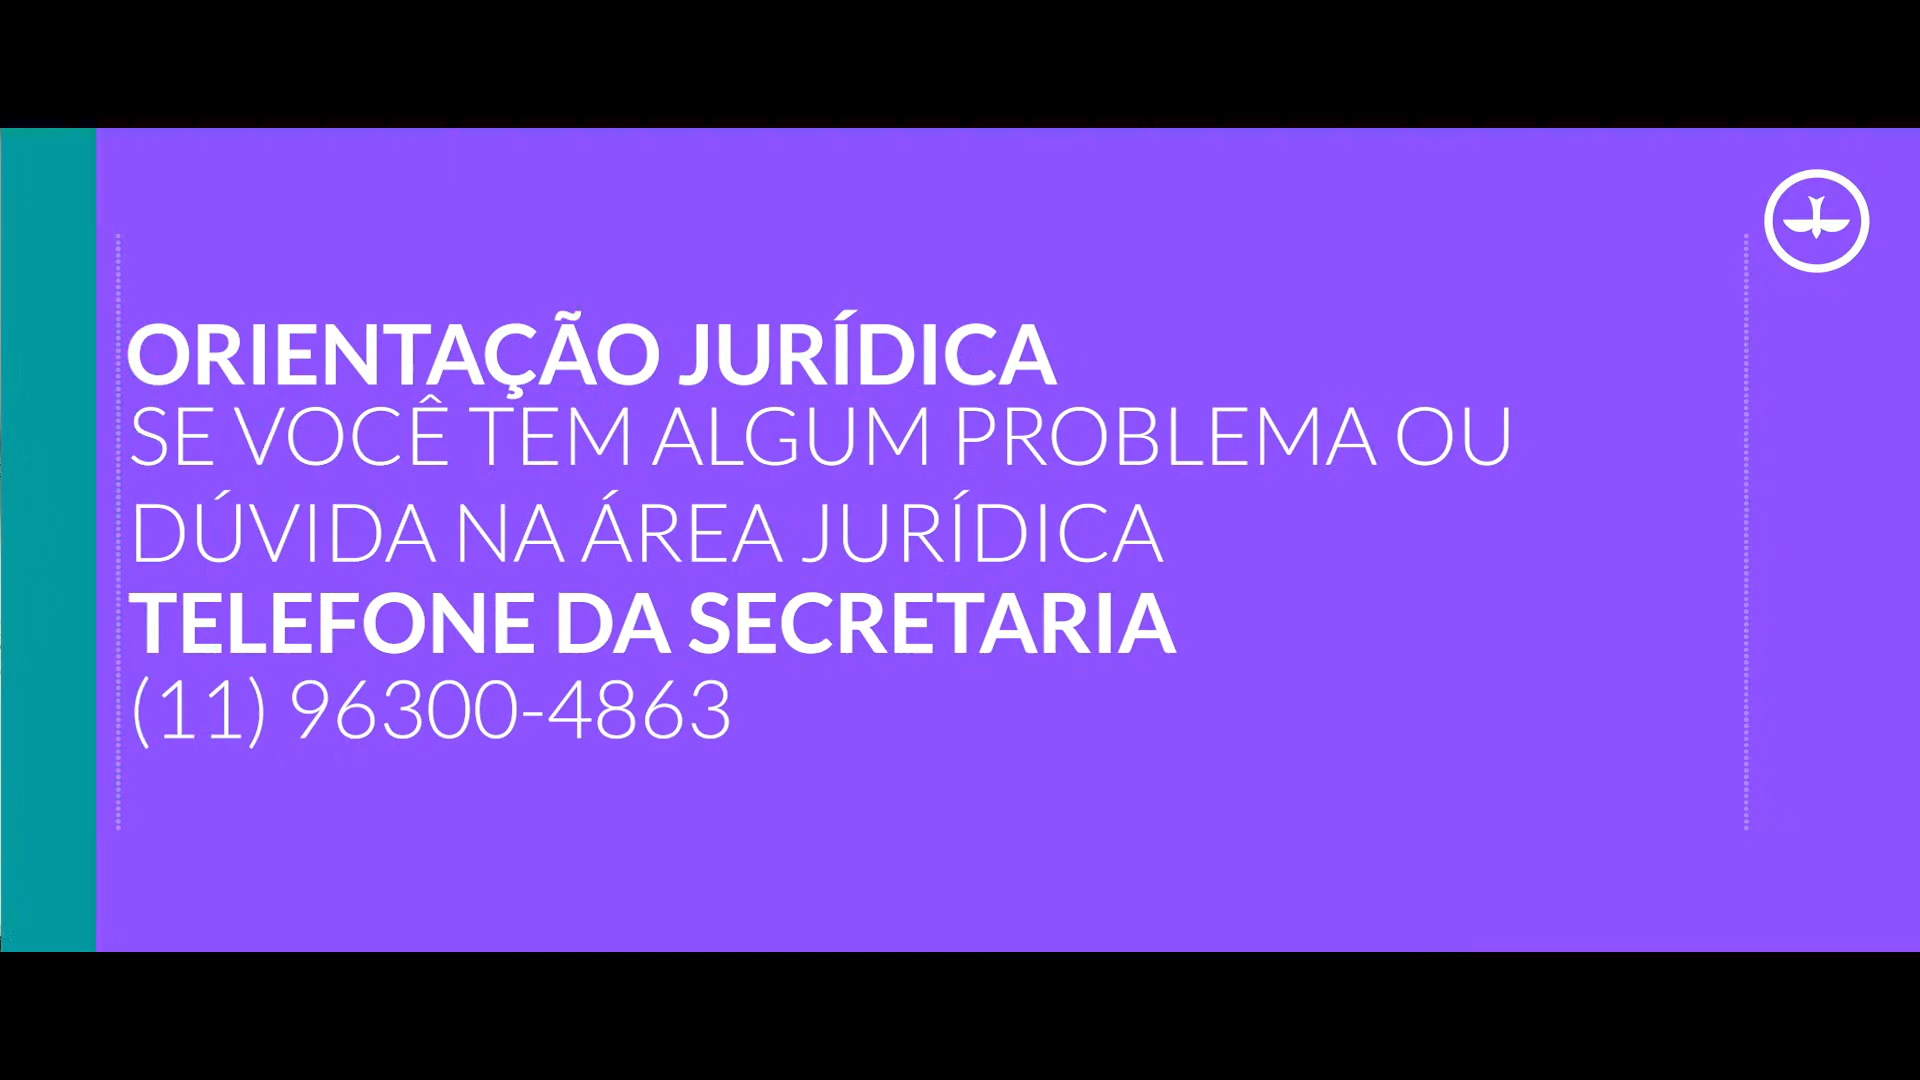 ORIENTAÇÃO JURÍDICA
SE VOCÊ TEM ALGUM PROBLEMA OU
DÚVIDA NA ÁREA JURÍDICA
TELEFONE DA SECRETARIA
(11) 96300-4863